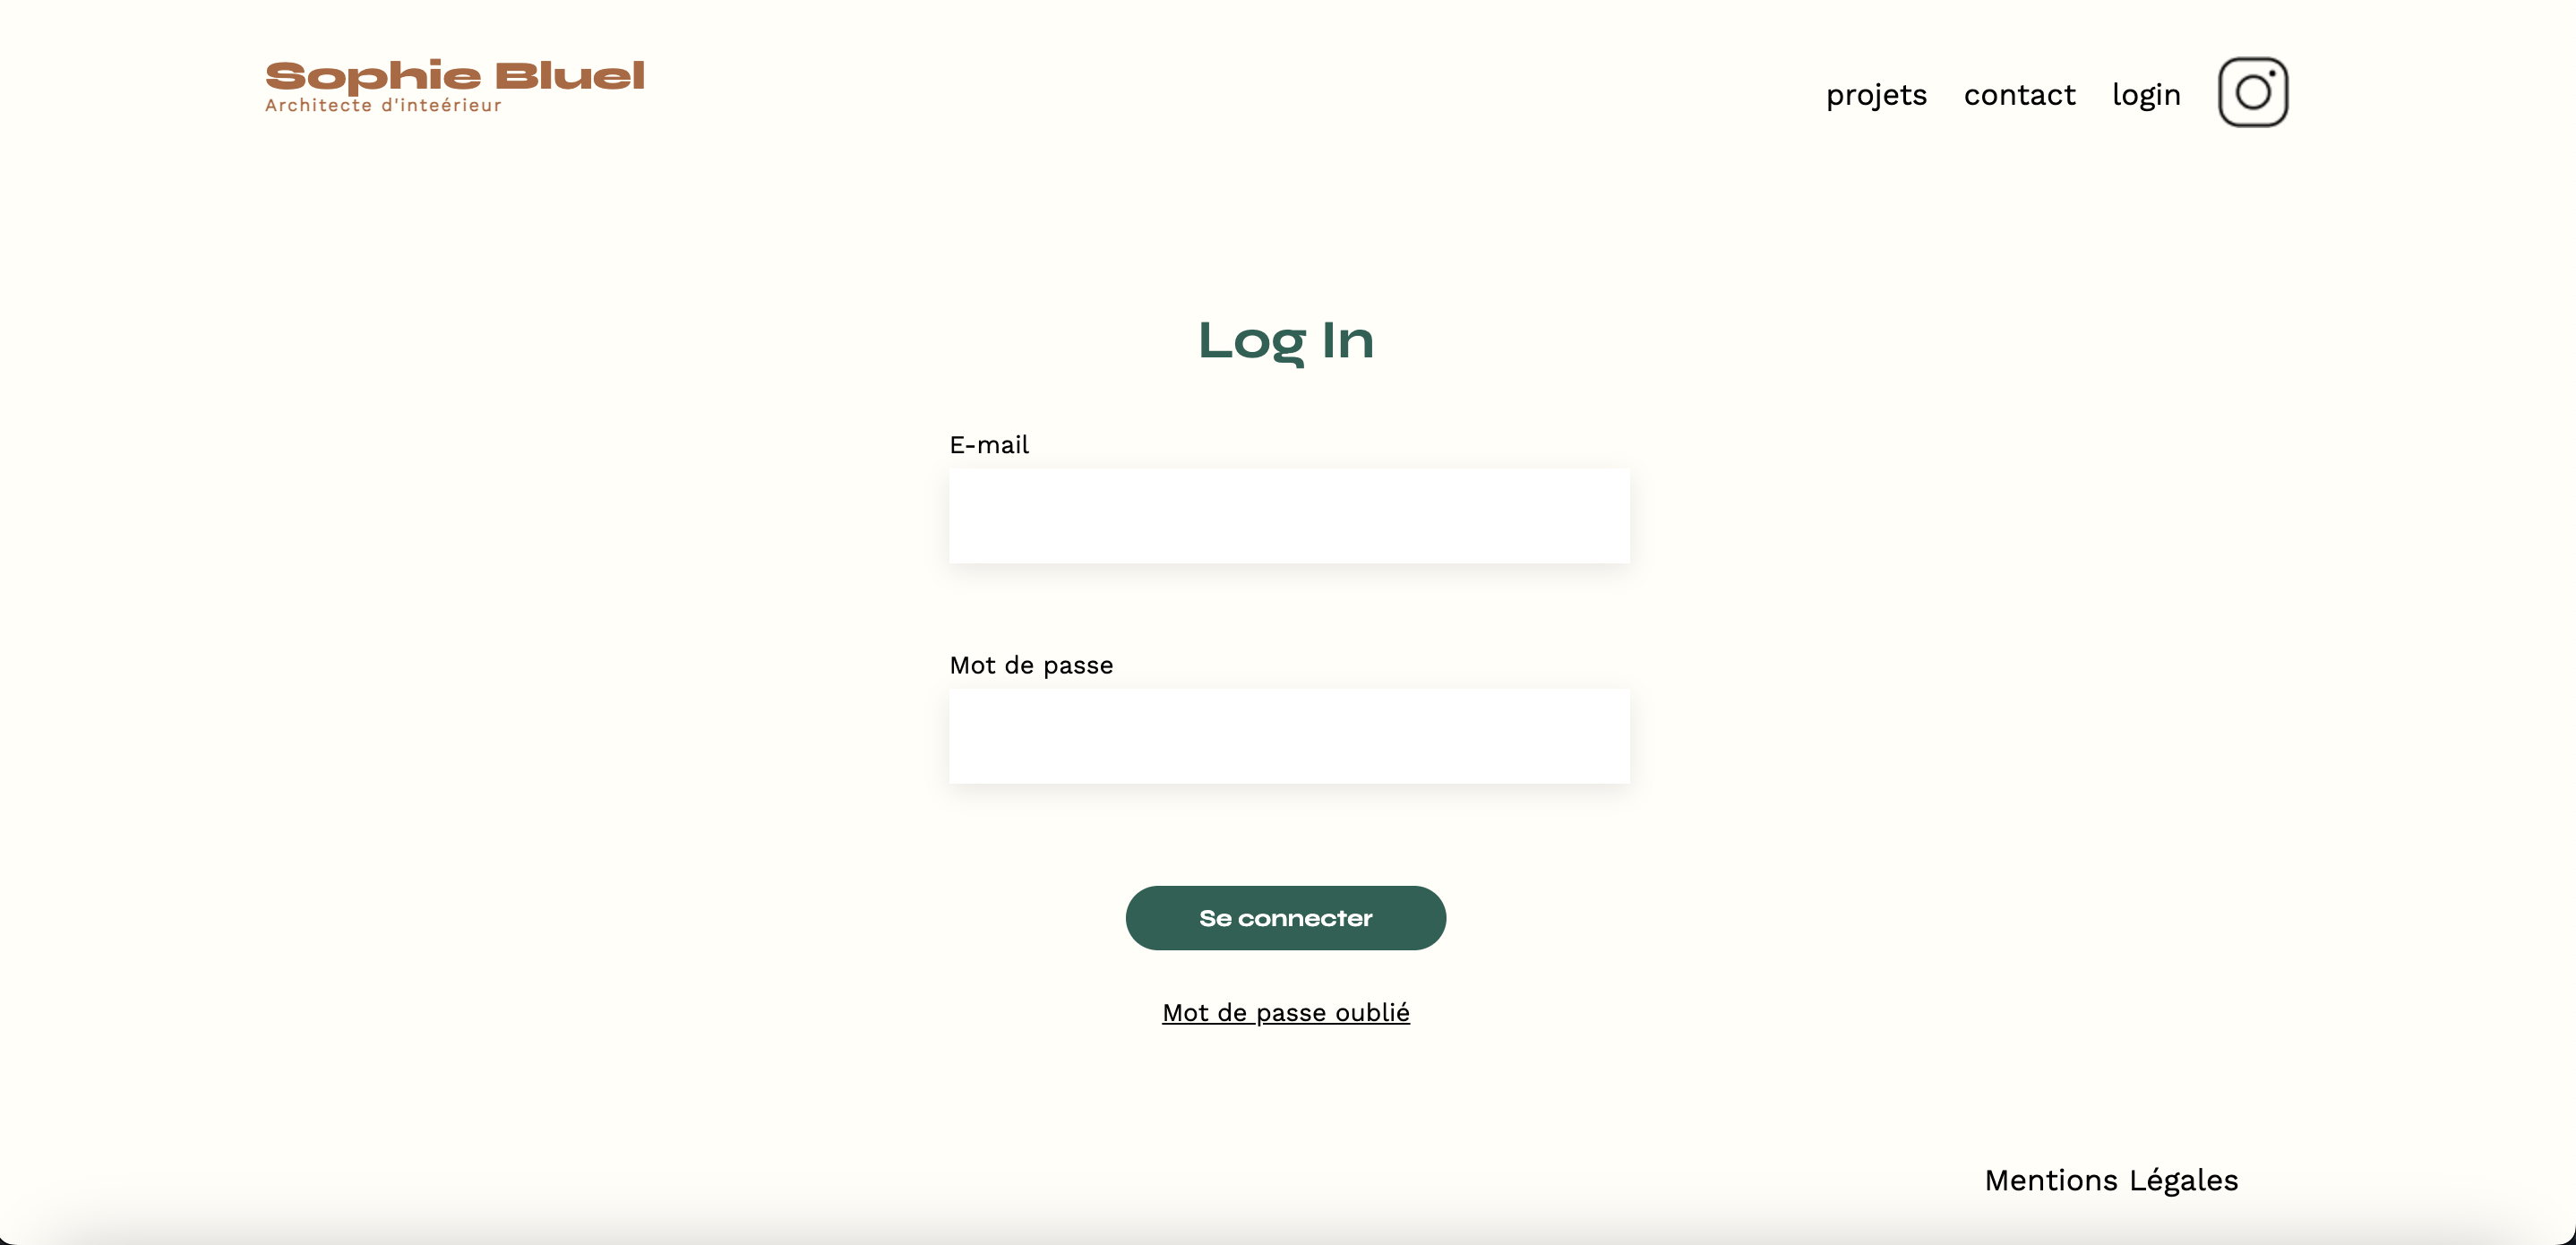 Sophie Bluel
Architecte d'inteérieur
projets contact login
Log In
E-mail
Mot de passe
Se connecter
Mot de passe oublié
Mentions Légales